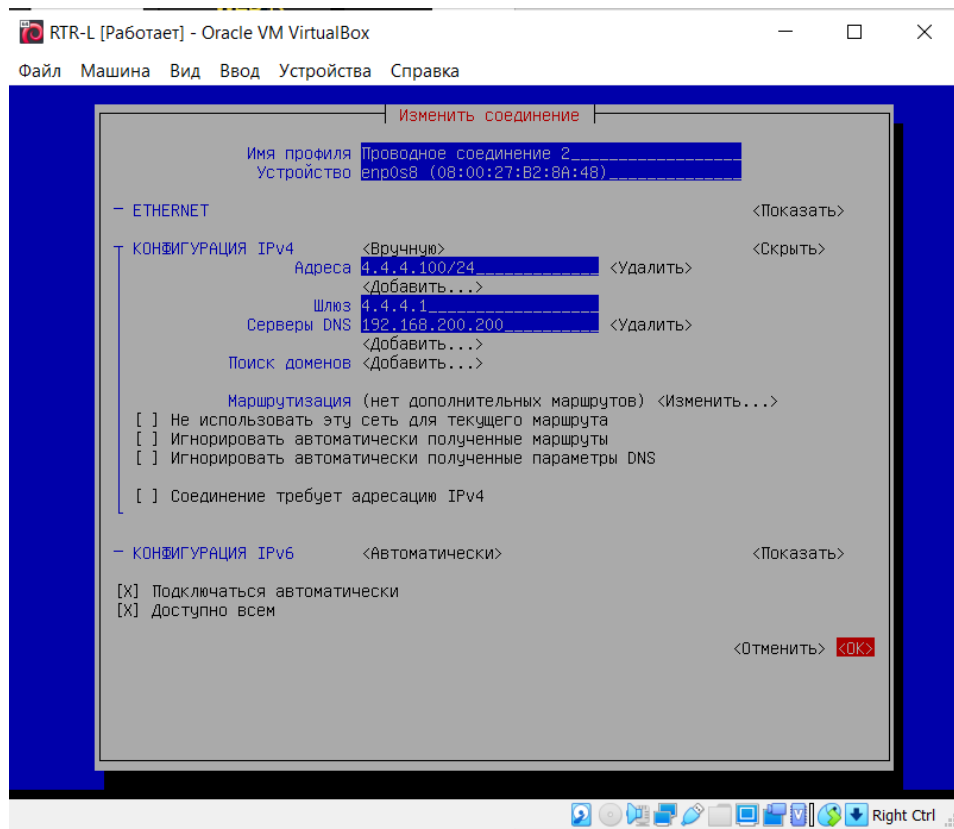 RTR-L [Работает] - Oracle VM VirtualBox
Файл Машина Вид Ввод Устройства Справка
Изменить соединение
Имя профиля Проводное соединение 2
Устройство enp0s8 (08:00:27:B2:8A:48)
ETHERNET <Показать>
КОНФИГУРАЦИЯ IPv4 <Вручную> <Скрыть>
Адреса 4.4.4.100/24 <Удалить>
<Добавить...>
Шлюз 4.4.4.1
Серверы DNS 192.168.200.200 <Удалить>
<Добавить...>
Поиск доменов <Добавить...>
Маршрутизация (нет дополнительных маршрутов) <Изменить...>
[ ] Не использовать эту сеть для текущего маршрута
[ ] Игнорировать автоматически полученные маршруты
[ ] Игнорировать автоматически полученные параметры DNS
[ ] Соединение требует адресацию IPv4
КОНФИГУРАЦИЯ IPv6 <Автоматически> <Показать>
[X] Подключаться автоматически
[X] Доступно всем
<Отменить> <OK>
Right Ctrl